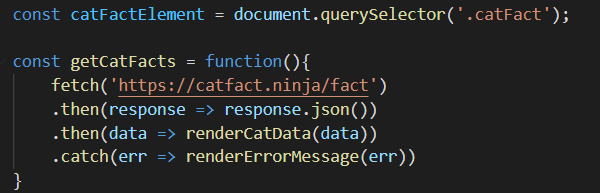 const catFactElement = document.querySelector('.catFact');
const getCatFacts = function(){
fetch('https://catfact.ninja/fact')
.then(response => response.json())
.then(data => renderCatData(data))
.catch(err => renderErrorMessage(err))
}